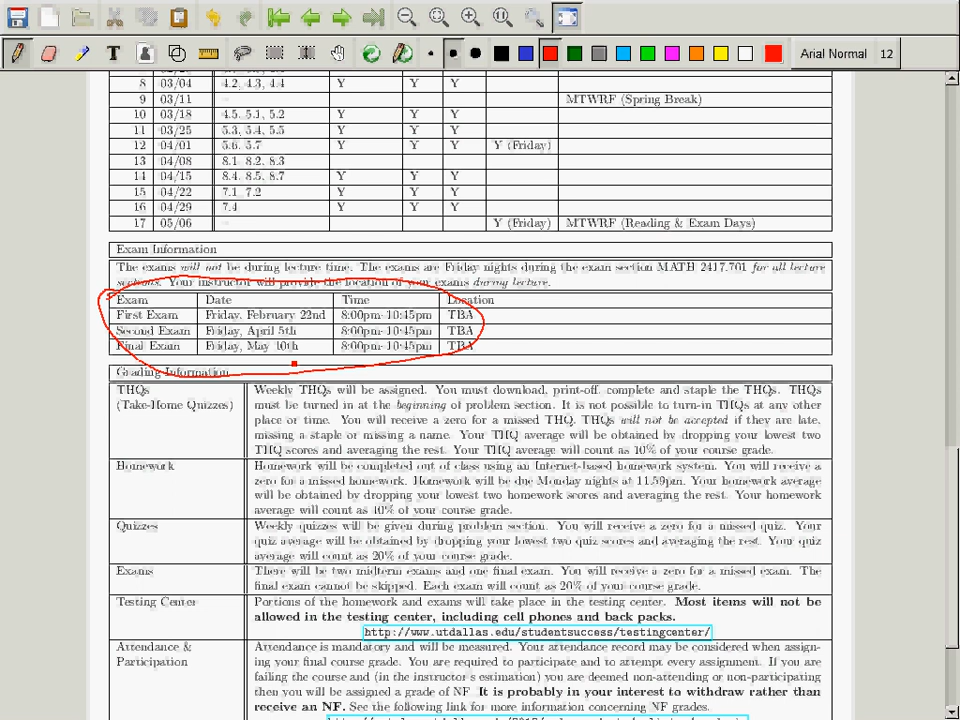 Arial Normal 12
8 03/04 4.2, 4.3, 4.4 Y Y Y
9 03/11 - MTWRF (Spring Break)
10 03/18 4.5, 5.1, 5.2 Y Y Y
11 03/25 5.3, 5.4, 5.5 Y Y Y
12 04/01 5.6, 5.7 Y Y Y Y (Friday)
13 04/08 8.1, 8.2, 8.3
14 04/15 8.4, 8.5, 8.7 Y Y Y
15 04/22 7.1, 7.2 Y Y Y
16 04/29 7.4 Y Y Y
17 05/06 - Y (Friday) MTWRF (Reading & Exam Days)
Exam Information
The exams will not be during lecture time. The exams are Friday nights during the exam section MATH 2417.701 for all lecture
sections. Your instructor will provide the location of your exams during lecture.
Exam Date Time Location
First Exam Friday, February 22nd 8:00pm-10:45pm TBA
Second Exam Friday, April 5th 8:00pm-10:45pm TBA
Final Exam Friday, May 10th 8:00pm-10:45pm TBA
Grading Information
THQs Weekly THQs will be assigned. You must download, print-off, complete and staple the THQs. THQs
(Take-Home Quizzes) must be turned in at the beginning of problem section. It is not possible to turn-in THQs at any other
place or time. You will receive a zero for a missed THQ. THQs will not be accepted if they are late,
missing a staple or missing a name. Your THQ average will be obtained by dropping your lowest two
THQ scores and averaging the rest. Your THQ average will count as 10% of your course grade.
Homework Homework will be completed out of class using an Internet-based homework system. You will receive a
zero for a missed homework. Homework will be due Monday nights at 11:59pm. Your homework average
will be obtained by dropping your lowest two homework scores and averaging the rest. Your homework
average will count as 10% of your course grade.
Quizzes Weekly quizzes will be given during problem section. You will receive a zero for a missed quiz. Your
quiz average will be obtained by dropping your lowest two quiz scores and averaging the rest. Your quiz
average will count as 20% of your course grade.
Exams There will be two midterm exams and one final exam. You will receive a zero for a missed exam. The
final exam cannot be skipped. Each exam will count as 20% of your course grade.
Testing Center Portions of the homework and exams will take place in the testing center. Most items will not be
allowed in the testing center, including cell phones and back packs.
http://www.utdallas.edu/studentsuccess/testingcenter/
Attendance & Attendance is mandatory and will be measured. Your attendance record may be considered when assign-
Participation ing your final course grade. You are required to participate and to attempt every assignment. If you are
failing the course and (in the instructor's estimation) you are deemed non-attending or non-participating
then you will be assigned a grade of NF. It is probably in your interest to withdraw rather than
receive an NF. See the following link for more information concerning NF grades.